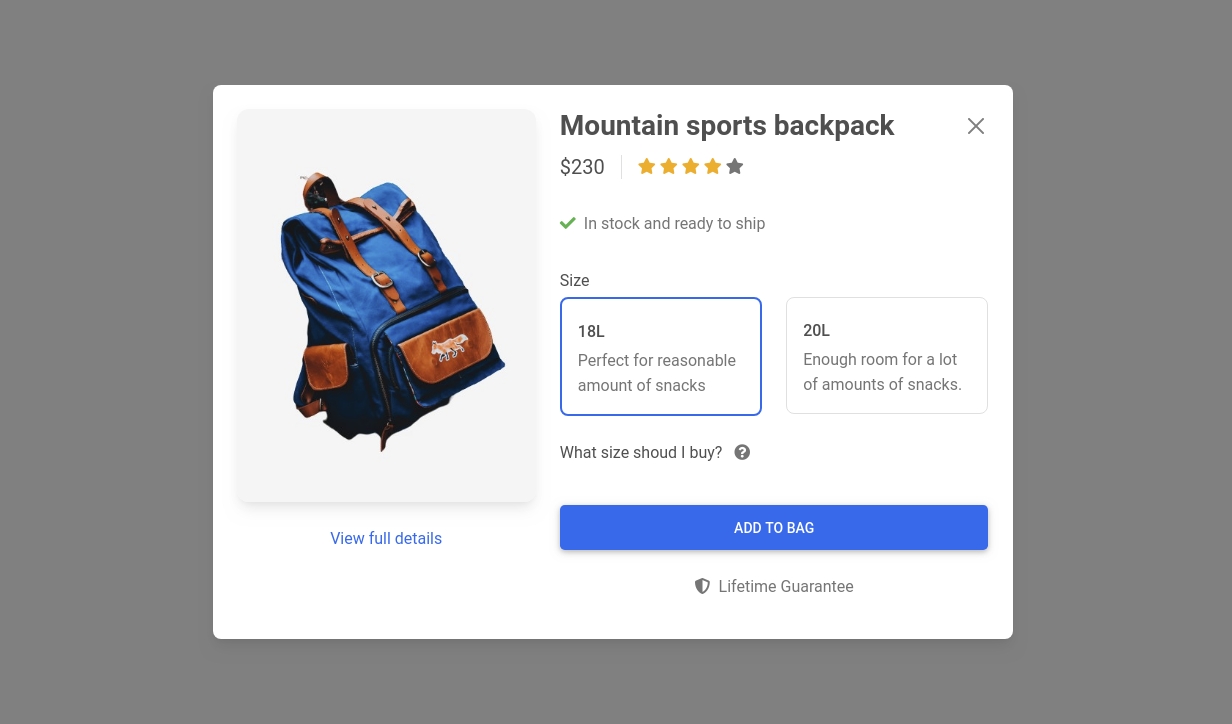 Mountain sports backpack
$230
In stock and ready to ship
Size
18L
Perfect for reasonable
amount of snacks
20L
Enough room for a lot
of amounts of snacks.
What size shoud I buy?
ADD TO BAG
View full details
Lifetime Guarantee